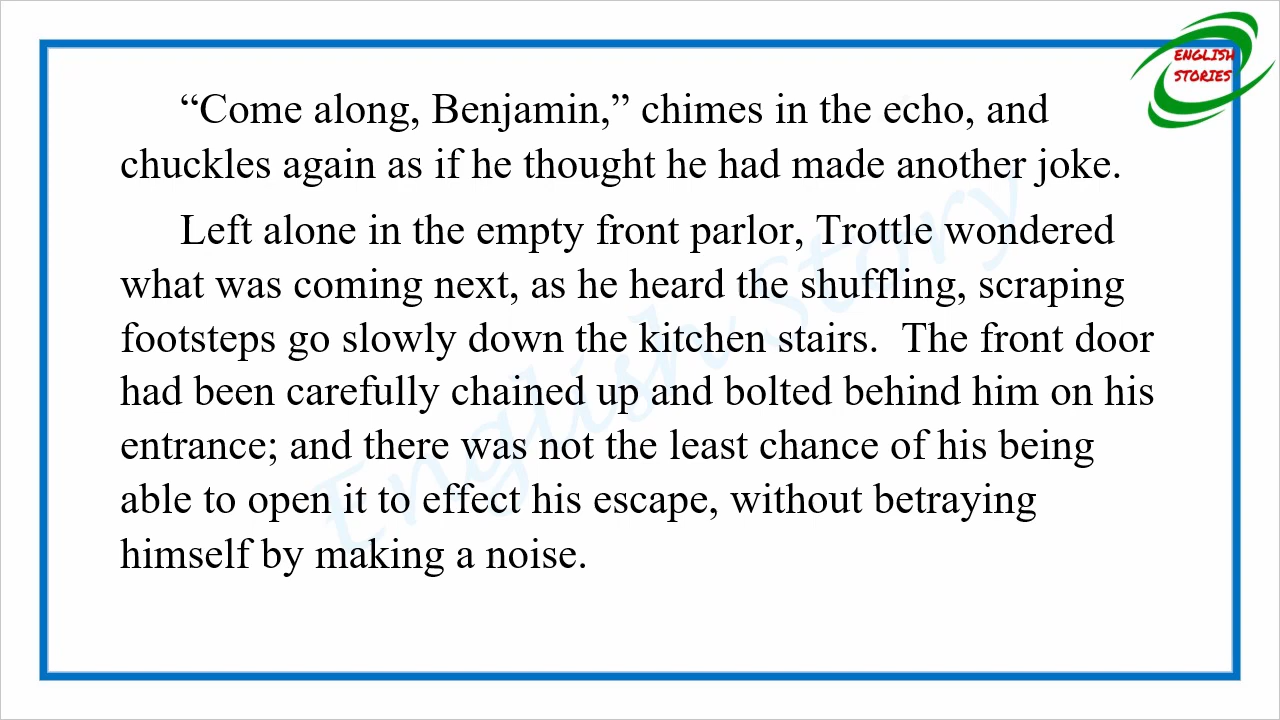 ENGLISH
STORIES
“Come along, Benjamin,” chimes in the echo, and
chuckles again as if he thought he had made another joke.
Left alone in the empty front parlor, Trottle wondered
what was coming next, as he heard the shuffling, scraping
footsteps go slowly down the kitchen stairs.  The front door
had been carefully chained up and bolted behind him on his
entrance; and there was not the least chance of his being
able to open it to effect his escape, without betraying
himself by making a noise.
English Story